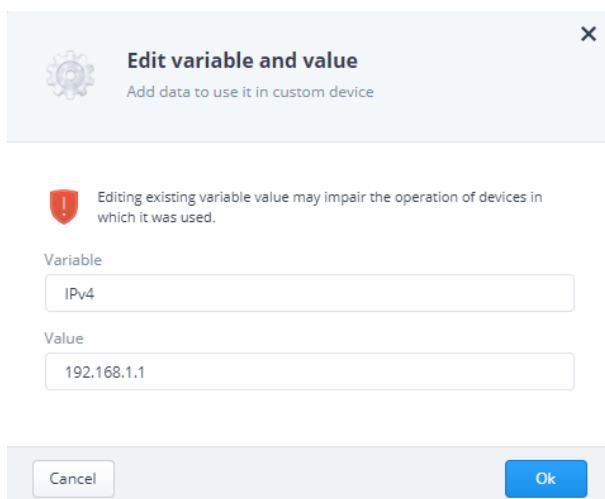 Edit variable and value
Add data to use it in custom device
Editing existing variable value may impair the operation of devices in
which it was used.
Variable
IPv4
Value
192.168.1.1
Cancel
Ok